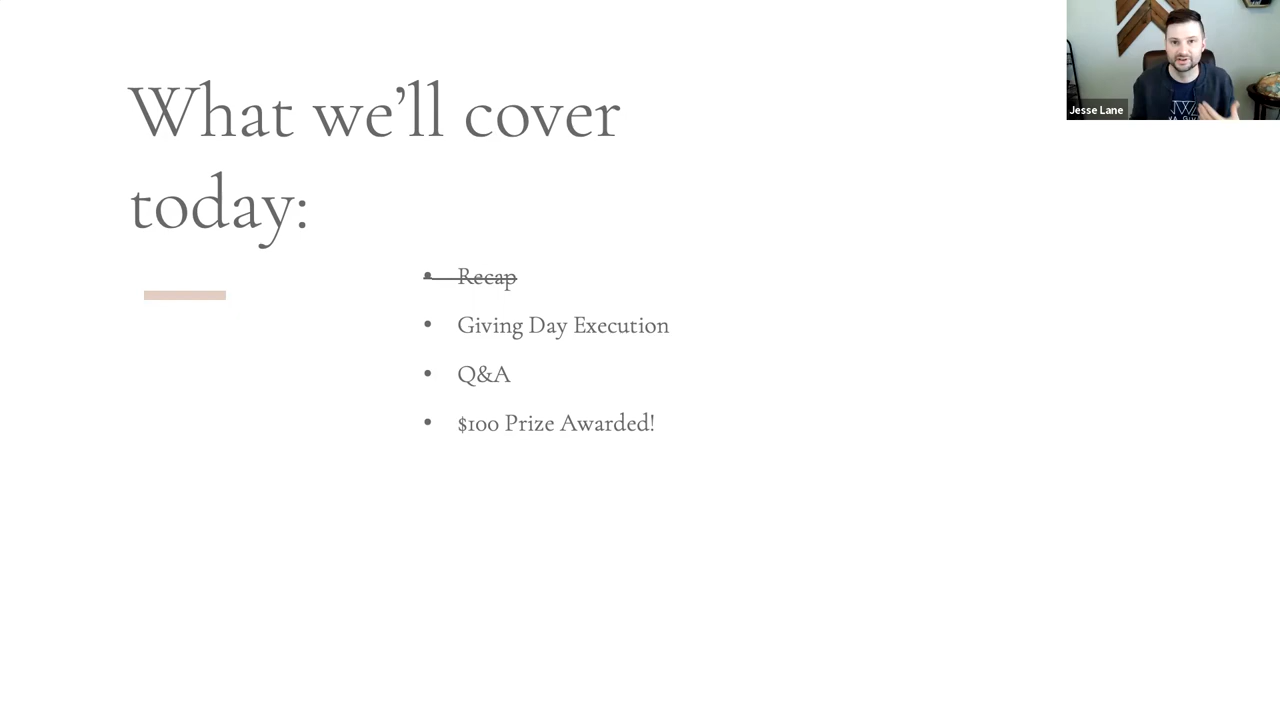 What we’ll cover
today:
• Recap
• Giving Day Execution
• Q&A
• $100 Prize Awarded!
Jesse Lane